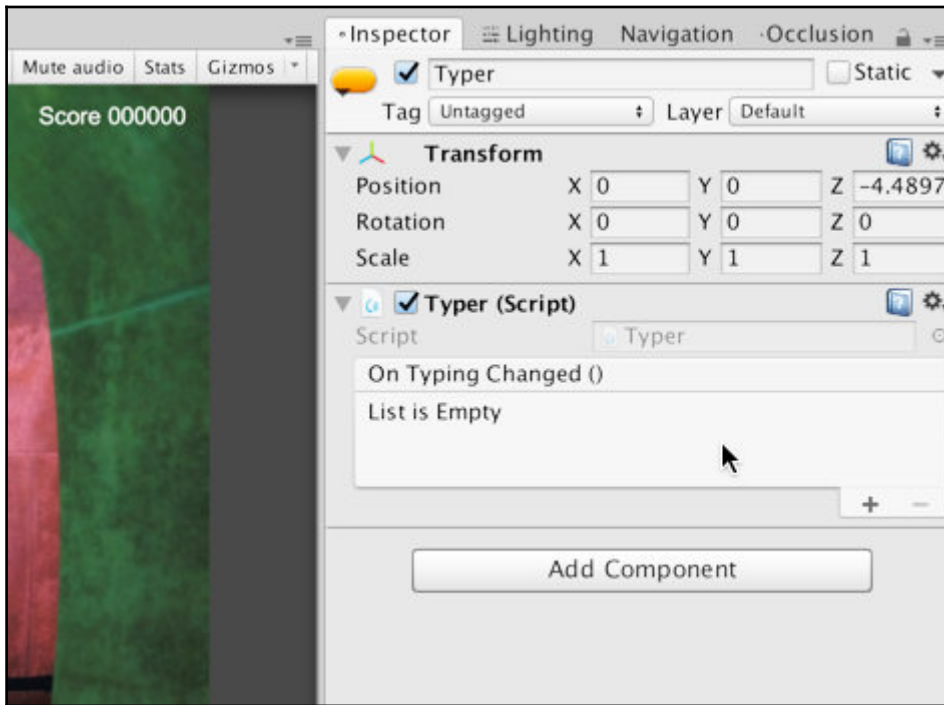 Inspector Lighting Navigation Occlusion
Mute audio Stats Gizmos
Typer Static
Score 000000
Tag Untagged Layer Default
Transform
Position X 0 Y 0 Z -4.4897
Rotation X 0 Y 0 Z 0
Scale X 1 Y 1 Z 1
Typer (Script)
Script Typer
On Typing Changed ()
List is Empty
+ −
Add Component